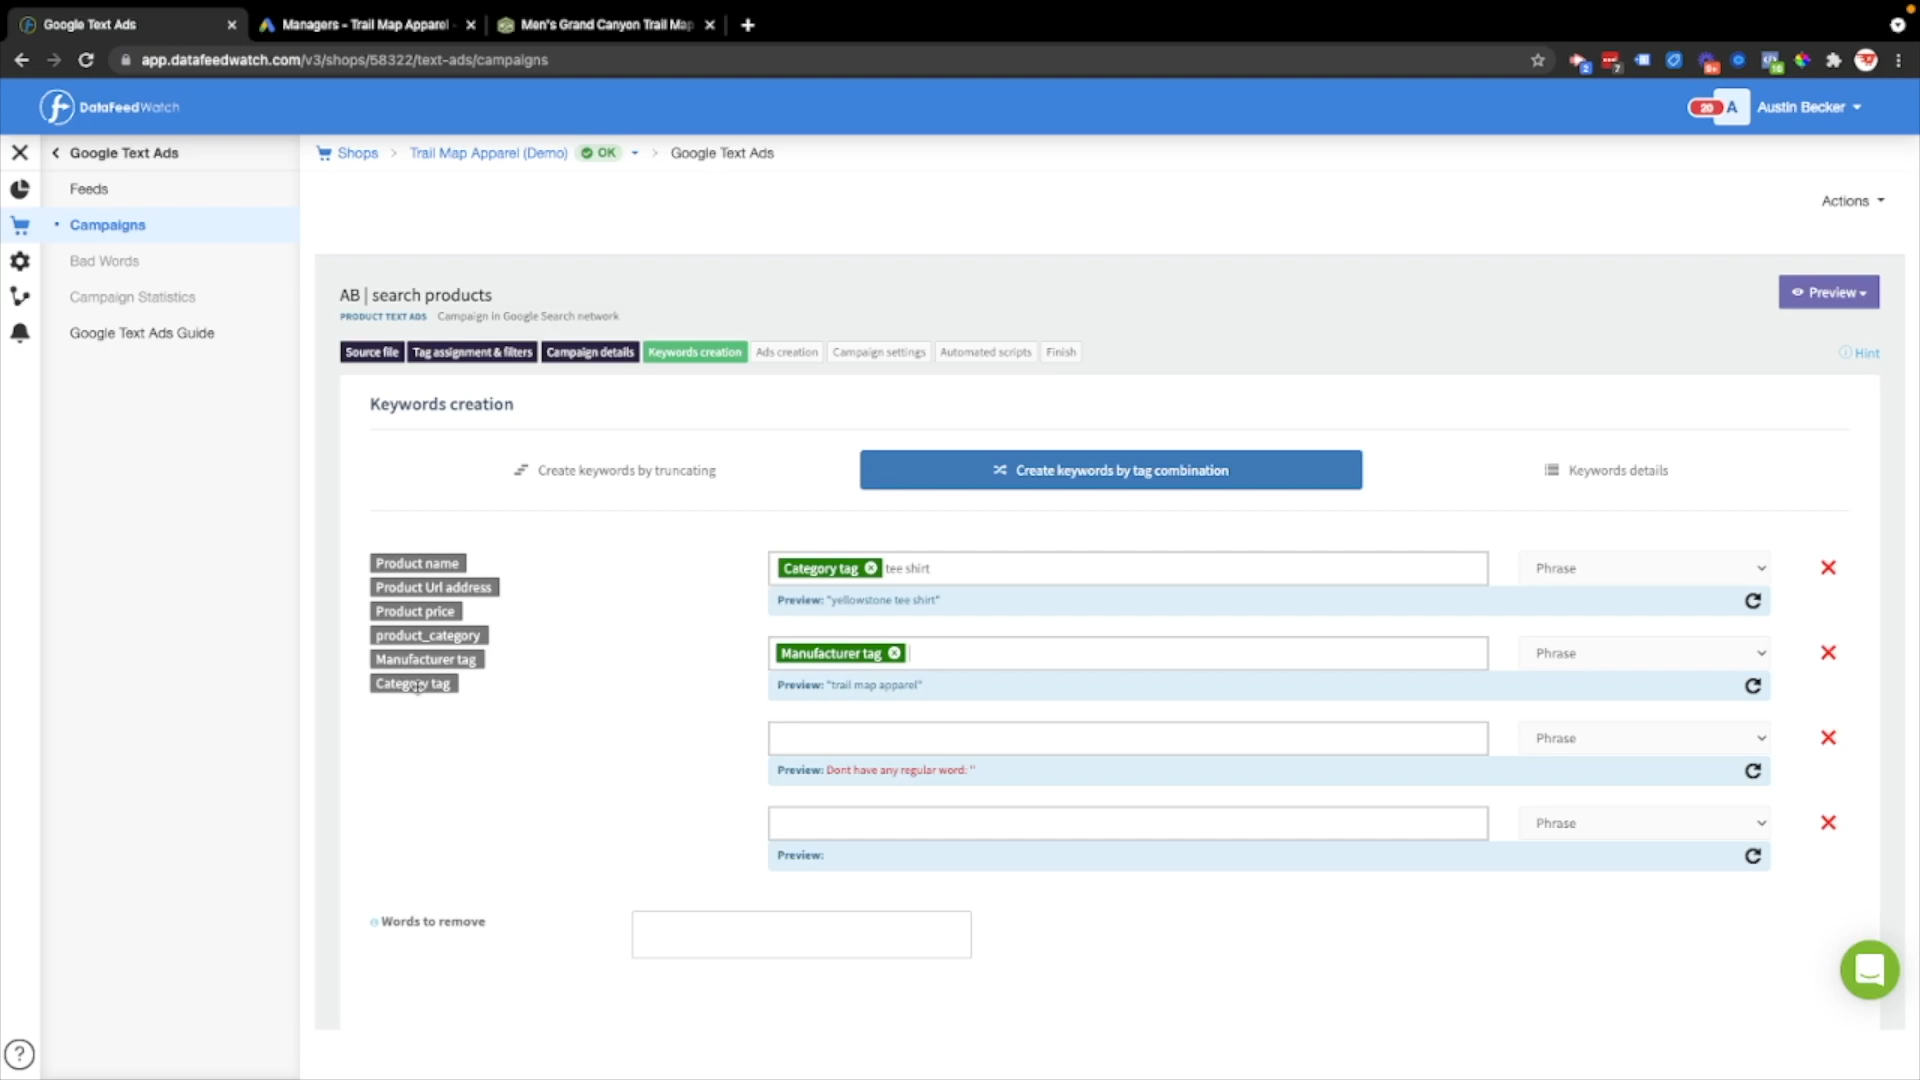 Google Text Ads
Managers - Trail Map Apparel
Men's Grand Canyon Trail Map
app.datafeedwatch.com/v3/shops/58322/text-ads/campaigns
2
7
9+
10
DataFeedWatch
20
A
Austin Becker
Google Text Ads
Shops > Trail Map Apparel (Demo) OK > Google Text Ads
Feeds
Campaigns
Actions
Bad Words
Campaign Statistics
Google Text Ads Guide
AB | search products
Preview
PRODUCT TEXT ADS Campaign in Google Search network
Source file Tag assignment & filters Campaign details Keywords creation Ads creation Campaign settings Automated scripts Finish
Hint
Keywords creation
Create keywords by truncating
Create keywords by tag combination
Keywords details
Product name
Product Url address
Product price
product_category
Manufacturer tag
Category tag
Category tag tee shirt
Phrase
Preview: "yellowstone tee shirt"
Manufacturer tag
Phrase
Preview: "trail map apparel"
Phrase
Preview: Dont have any regular word: ''
Phrase
Preview:
Words to remove
?